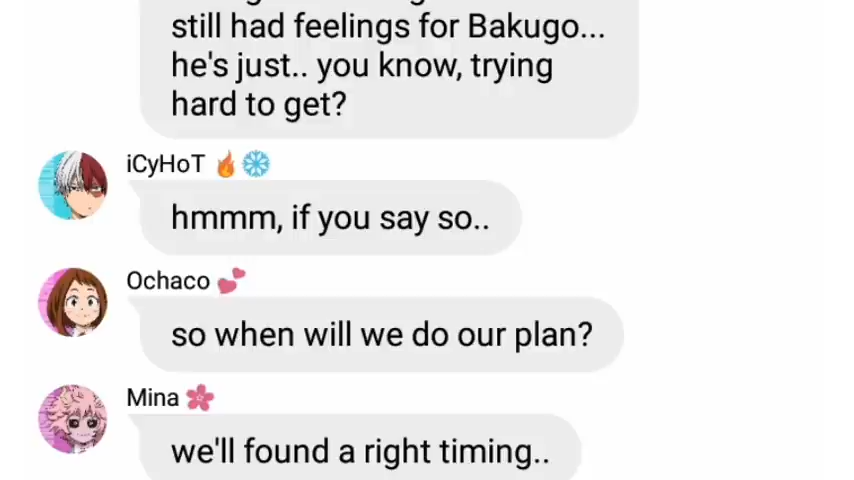 still had feelings for Bakugo...
he's just.. you know, trying
hard to get?
iCyHoT 🔥❄️
hmmm, if you say so..
Ochaco 💕
so when will we do our plan?
Mina 🌸
we'll found a right timing..